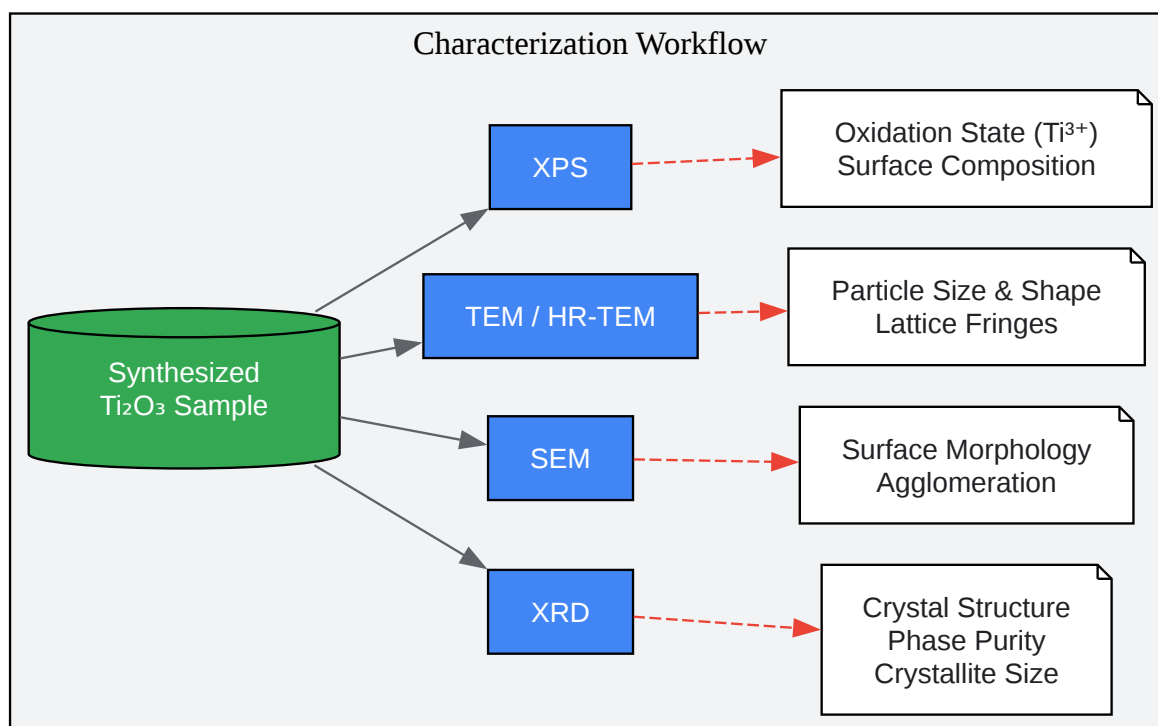 Characterization Workflow
XPS
Oxidation State (Ti³⁺)
Surface Composition
TEM / HR-TEM
Particle Size & Shape
Lattice Fringes
Synthesized
Ti₂O₃ Sample
SEM
Surface Morphology
Agglomeration
XRD
Crystal Structure
Phase Purity
Crystallite Size